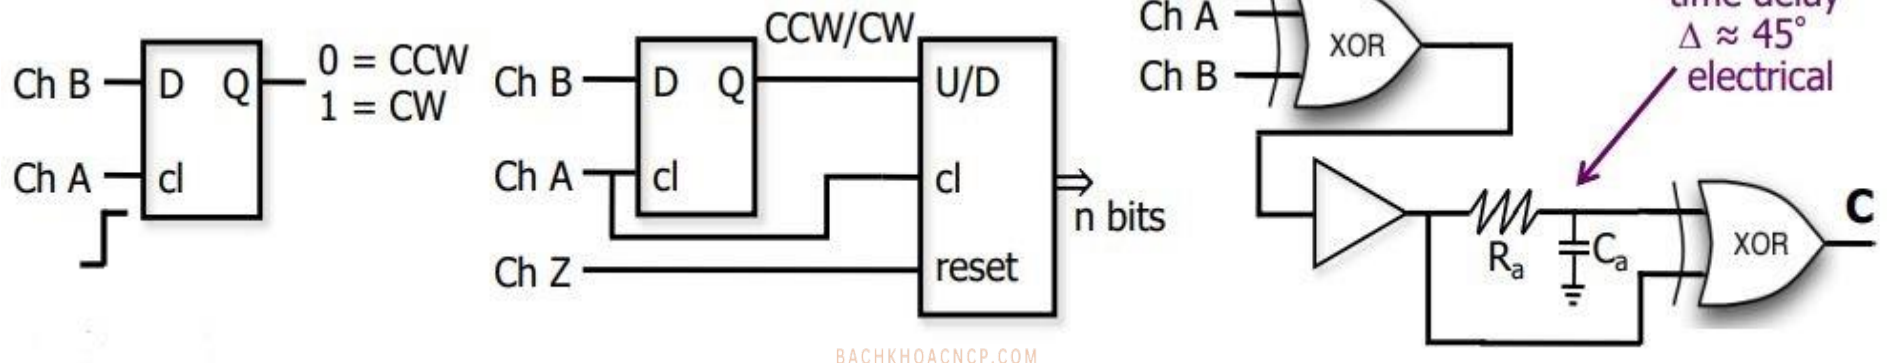 Ch B
D Q
0 = CCW
1 = CW
Ch A
cl
CCW/CW
Ch B
D Q
U/D
Ch A
cl
cl
n bits
Ch Z
reset
Ch A
Ch B
XOR
time delay
Δ ≈ 45°
electrical
Rₐ
Cₐ
XOR
C
BACHKHOACNCP.COM